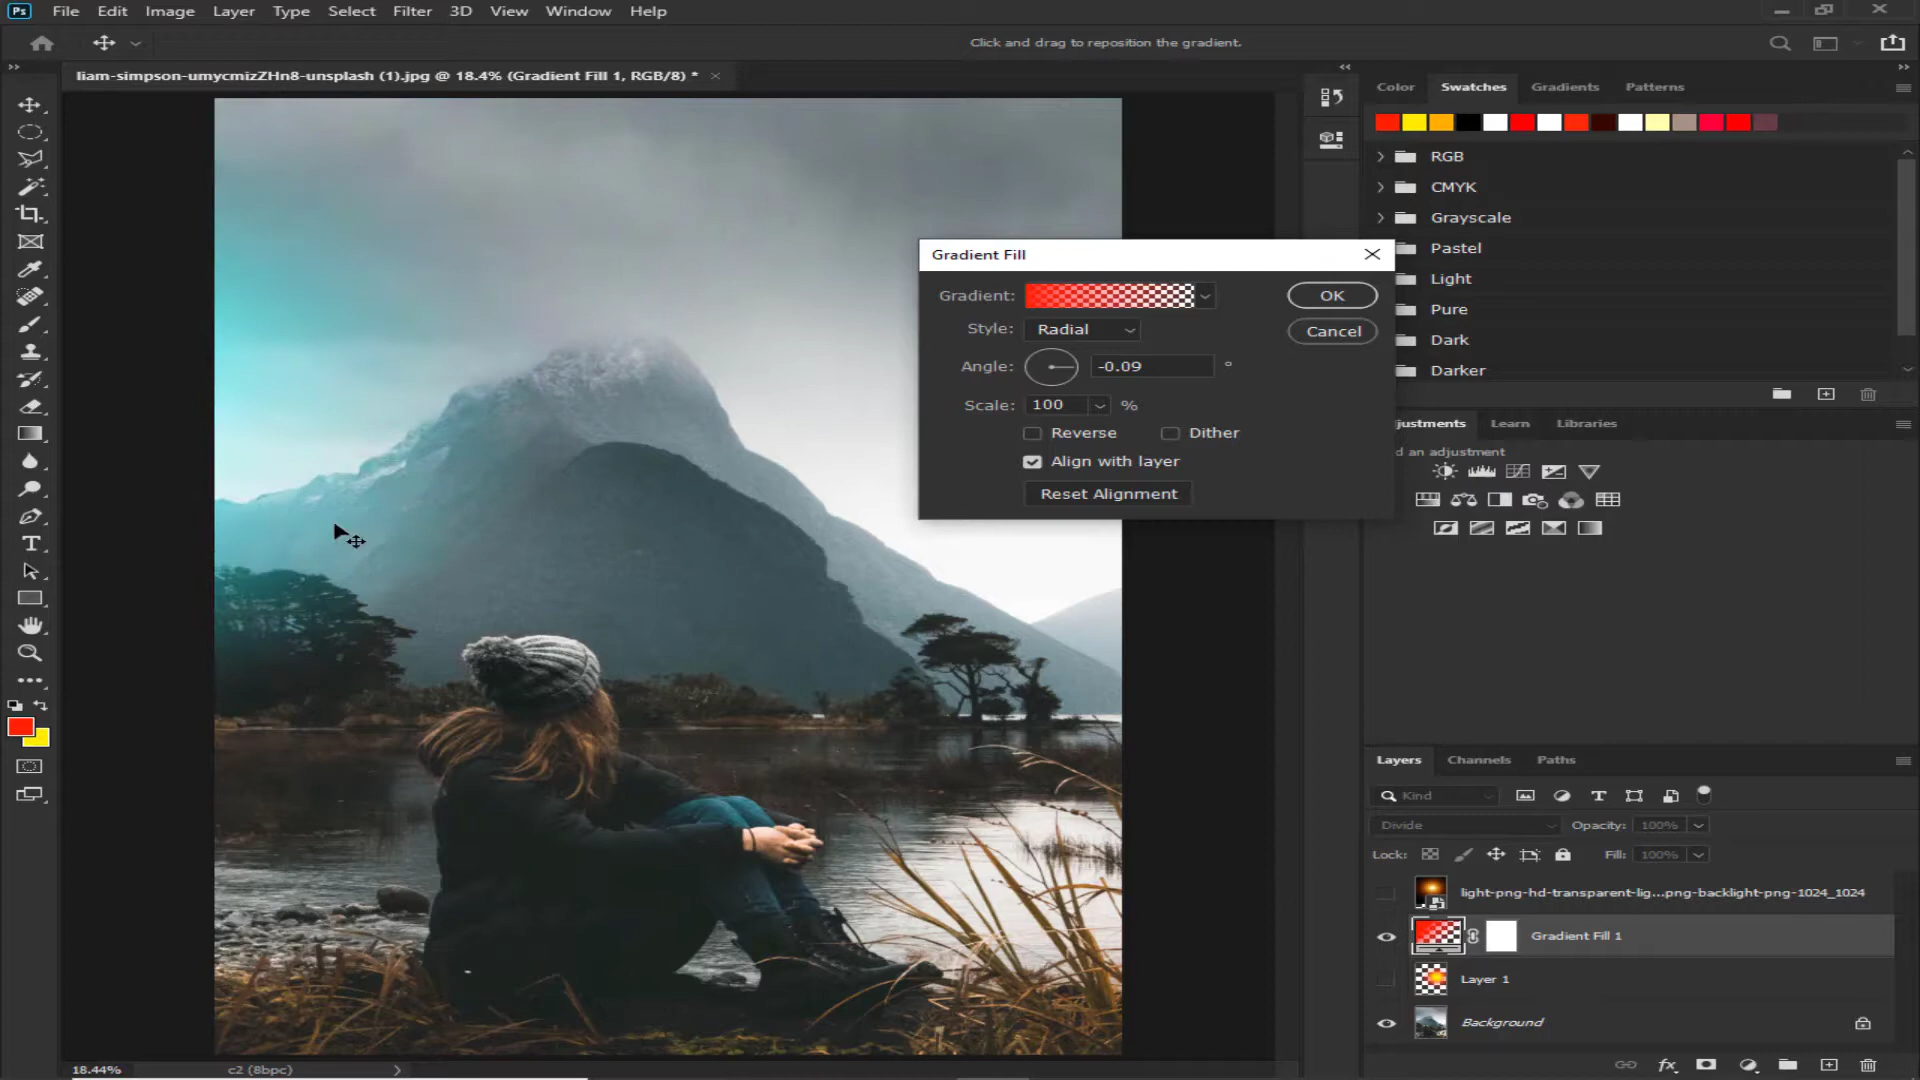 Ps File Edit Image Layer Type Select Filter 3D View Window Help
Click and drag to reposition the gradient.
liam-simpson-umycmizZHn8-unsplash (1).jpg @ 18.4% (Gradient Fill 1, RGB/8) *
Color Swatches Gradients Patterns
RGB
CMYK
Grayscale
Pastel
Light
Pure
Dark
Darker
Gradient Fill
Gradient: OK
Style: Radial Cancel
Angle: -0.09 °
Scale: 100 %
Reverse Dither
Align with layer
Reset Alignment
djustments Learn Libraries
d an adjustment
Layers Channels Paths
Kind
Divide Opacity: 100%
Lock: Fill: 100%
light-png-hd-transparent-lig...png-backlight-png-1024_1024
Gradient Fill 1
Layer 1
Background
fx
18.44% c2 (8bpc)